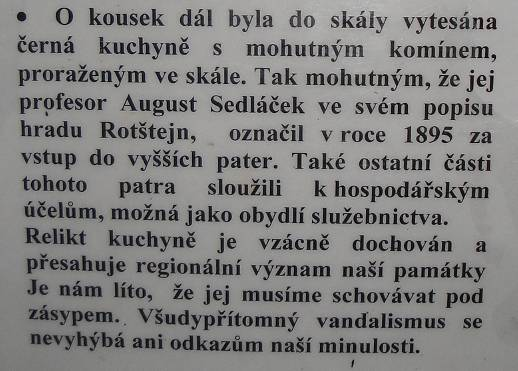 • O kousek dál byla do skály vytesána
černá kuchyně s mohutným komínem,
proraženým ve skále. Tak mohutným, že jej
profesor August Sedláček ve svém popisu
hradu Rotštejn, označil v roce 1895 za
vstup do vyšších pater. Také ostatní části
tohoto patra sloužili k hospodářským
účelům, možná jako obydlí služebnictva.
Relikt kuchyně je vzácně dochován a
přesahuje regionální význam naší památky
Je nám líto, že jej musíme schovávat pod
zásypem. Všudypřítomný vandalismus se
nevyhýbá ani odkazům naší minulosti.